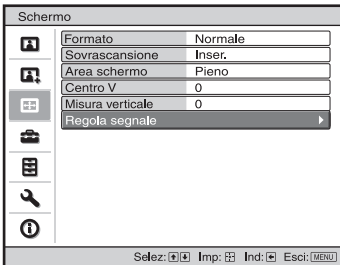 Schermo
Formato Normale
Sovrascansione Inser.
Area schermo Pieno
Centro V 0
Misura verticale 0
Regola segnale
Selez: Imp: Ind: Esci: MENU